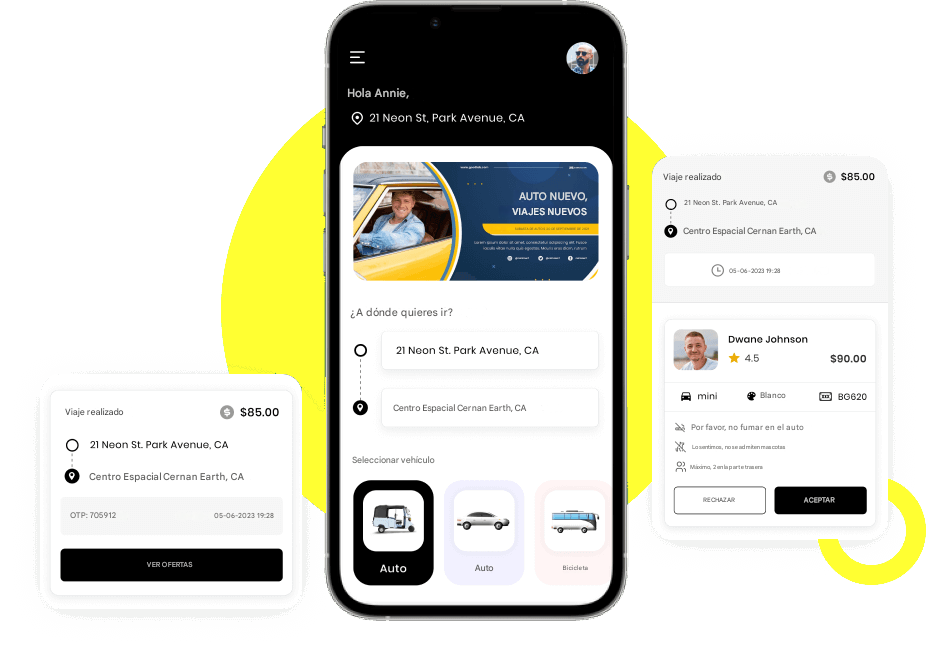 Hola Annie,
21 Neon St, Park Avenue, CA
AUTO NUEVO,
VIAJES NUEVOS
¿A dónde quieres ir?
21 Neon St. Park Avenue, CA
Centro Espacial Cernan Earth, CA
Seleccionar vehículo
Auto
Auto
Bicicleta
Viaje realizado
$85.00
21 Neon St. Park Avenue, CA
Centro Espacial Cernan Earth, CA
OTP: 705912
05-06-2023 19:28
VER OFERTAS
Viaje realizado
$85.00
21 Neon St. Park Avenue, CA
Centro Espacial Cernan Earth, CA
05-06-2023 19:28
Dwane Johnson
4.5
$90.00
mini
Blanco
BG620
Por favor, no fumar en el auto
Lo sentimos, no se admiten mascotas
Máximo, 2 en la parte trasera
RECHAZAR
ACEPTAR